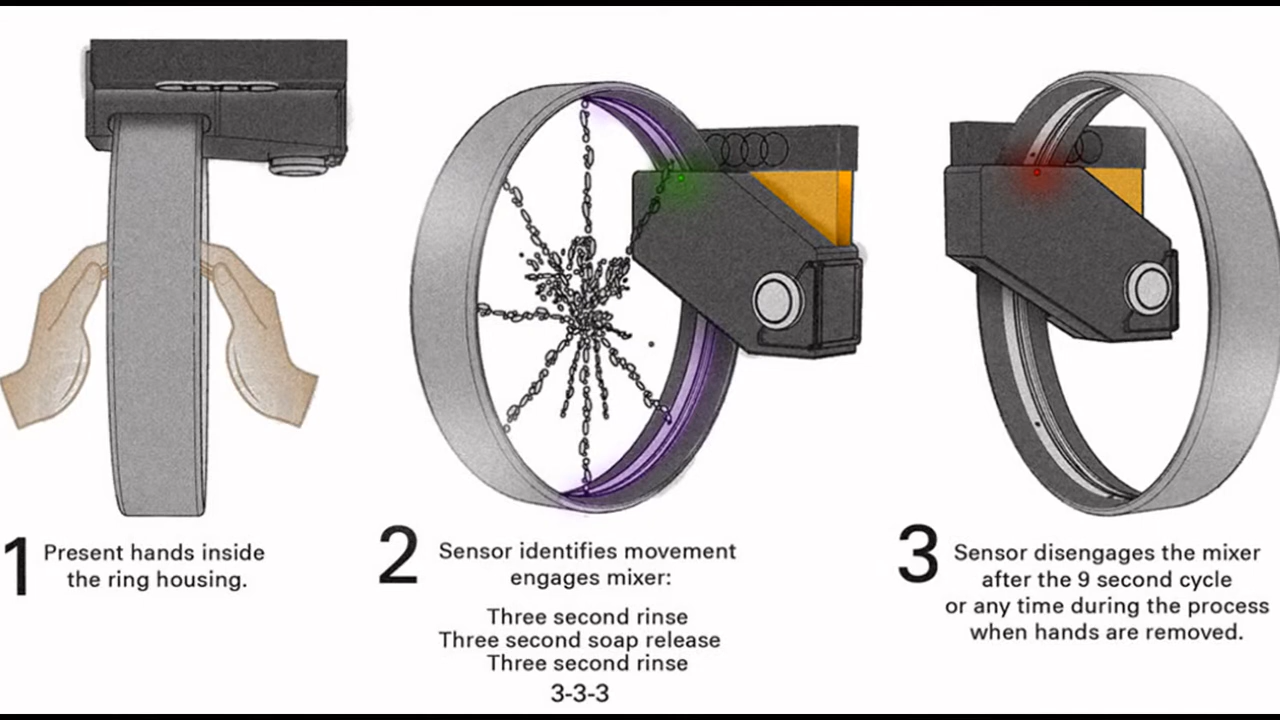 1
Present hands inside
the ring housing.
2
Sensor identifies movement
engages mixer:
Three second rinse
Three second soap release
Three second rinse
3-3-3
3
Sensor disengages the mixer
after the 9 second cycle
or any time during the process
when hands are removed.